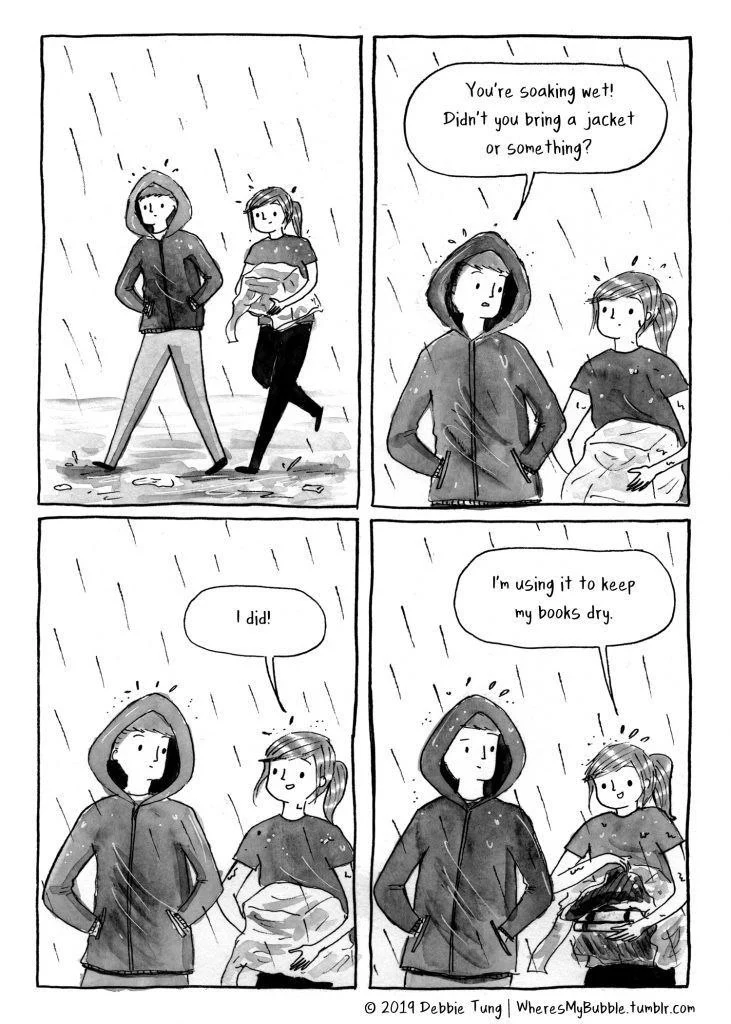 You're soaking wet!
Didn't you bring a jacket
or something?
I did!
I'm using it to keep
my books dry.
© 2019 Debbie Tung | WheresMyBubble.tumblr.com